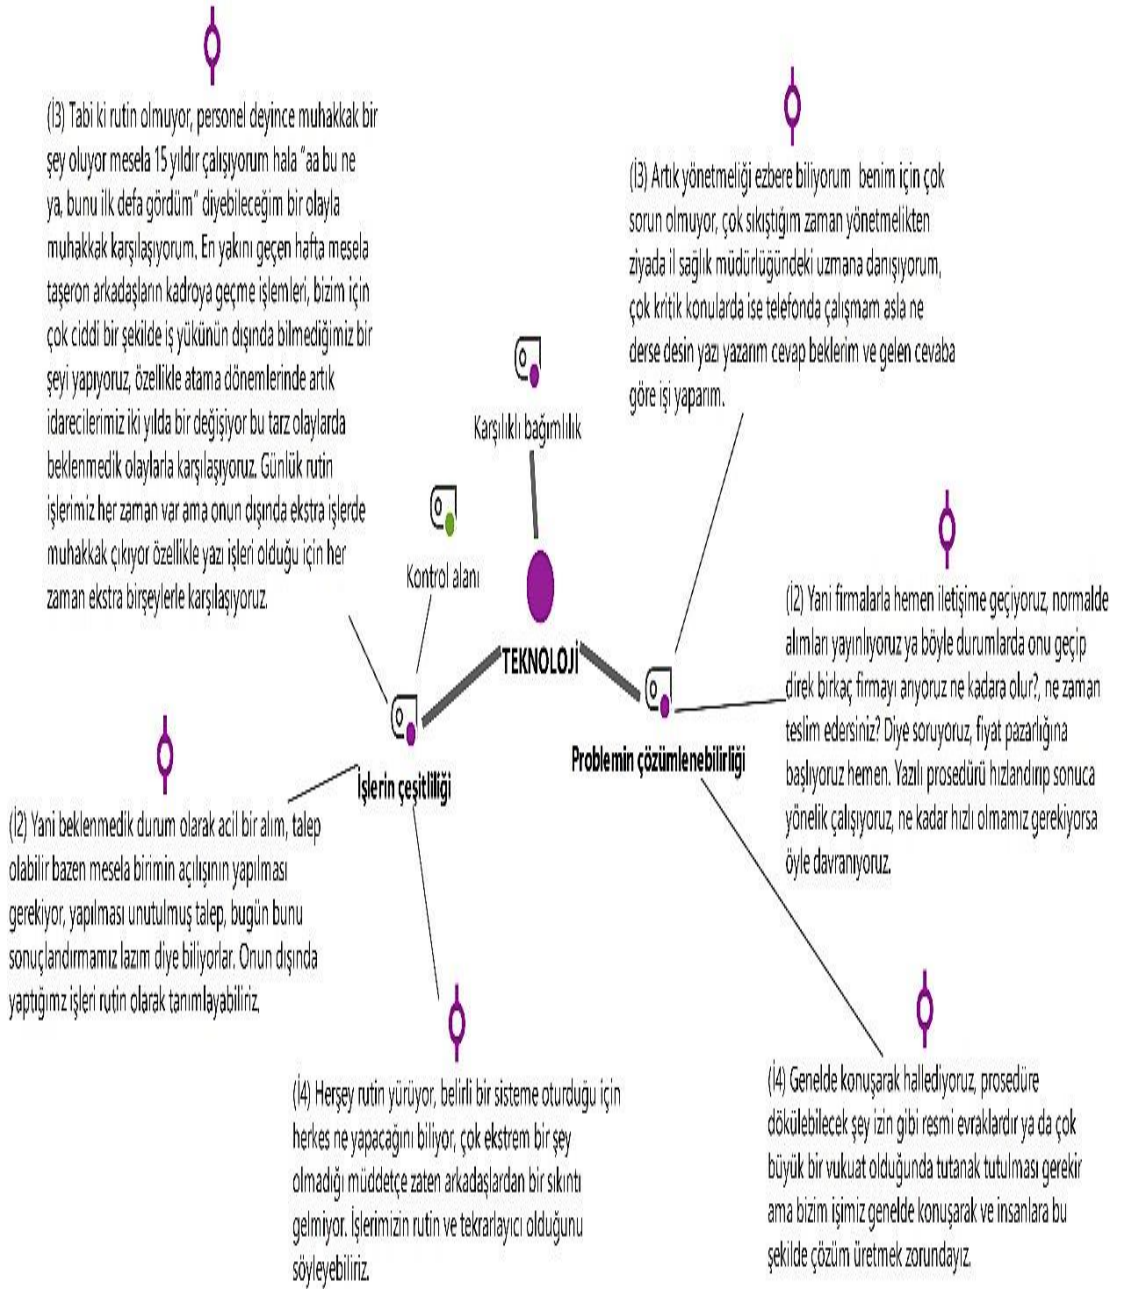 (İ3) Tabi ki rutin olmuyor, personel deyince muhakkak bir
şey oluyor mesela 15 yıldır çalışıyorum hala "aa bu ne
ya, bunu ilk defa gördüm" diyebileceğim bir olayla
muhakkak karşılaşıyorum. En yakını geçen hafta mesela
taşeron arkadaşların kadroya geçme işlemleri, bizim için
çok ciddi bir şekilde iş yükünün dışında bilmediğimiz bir
şeyi yapıyoruz, özellikle atama dönemlerinde artık
idarecilerimiz iki yılda bir değişiyor bu tarz olaylarda
beklenmedik olaylarla karşılaşıyoruz. Günlük rutin
işlerimiz her zaman var ama onun dışında ekstra işlerde
muhakkak çıkıyor özellikle yazı işleri olduğu için her
zaman ekstra birşeylerle karşılaşıyoruz.
(İ3) Artık yönetmeliği ezbere biliyorum benim için çok
sorun olmuyor, çok sıkıştığım zaman yönetmelikten
ziyada il sağlık müdürlüğündeki uzmana danışıyorum,
çok kritik konularda ise telefonda çalışmam asla ne
derse desin yazı yazarım cevap beklerim ve gelen cevaba
göre işi yaparım.
Karşılıklı bağımlılık
Kontrol alanı
TEKNOLOJİ
İşlerin çeşitliliği
Problemin çözümlenebilirliği
(İ2) Yani firmalarla hemen iletişime geçiyoruz, normalde
alımları yayınlıyoruz ya böyle durumlarda onu geçip
direk birkaç firmayı arıyoruz ne kadara olur?, ne zaman
teslim edersiniz? Diye soruyoruz, fiyat pazarlığına
başlıyoruz hemen. Yazılı prosedürü hızlandırıp sonuca
yönelik çalışıyoruz, ne kadar hızlı olmamız gerekiyorsa
öyle davranıyoruz.
(İ2) Yani beklenmedik durum olarak acil bir alım, talep
olabilir bazen mesela birimin açılışının yapılması
gerekiyor, yapılması unutulmuş talep, bugün bunu
sonuçlandırmamız lazım diye biliyorlar. Onun dışında
yaptığımz işleri rutin olarak tanımlayabiliriz.
(İ4) Herşey rutin yürüyor, belirli bir sisteme oturduğu için
herkes ne yapacağını biliyor, çok ekstrem bir şey
olmadığı müddetçe zaten arkadaşlardan bir sıkıntı
gelmiyor. İşlerimizin rutin ve tekrarlayıcı olduğunu
söyleyebiliriz.
(İ4) Genelde konuşarak hallediyoruz, prosedüre
dökülebilecek şey izin gibi resmi evraklardır ya da çok
büyük bir vukuat olduğunda tutanak tutulması gerekir
ama bizim işimiz genelde konuşarak ve insanlara bu
şekilde çözüm üretmek zorundayız.